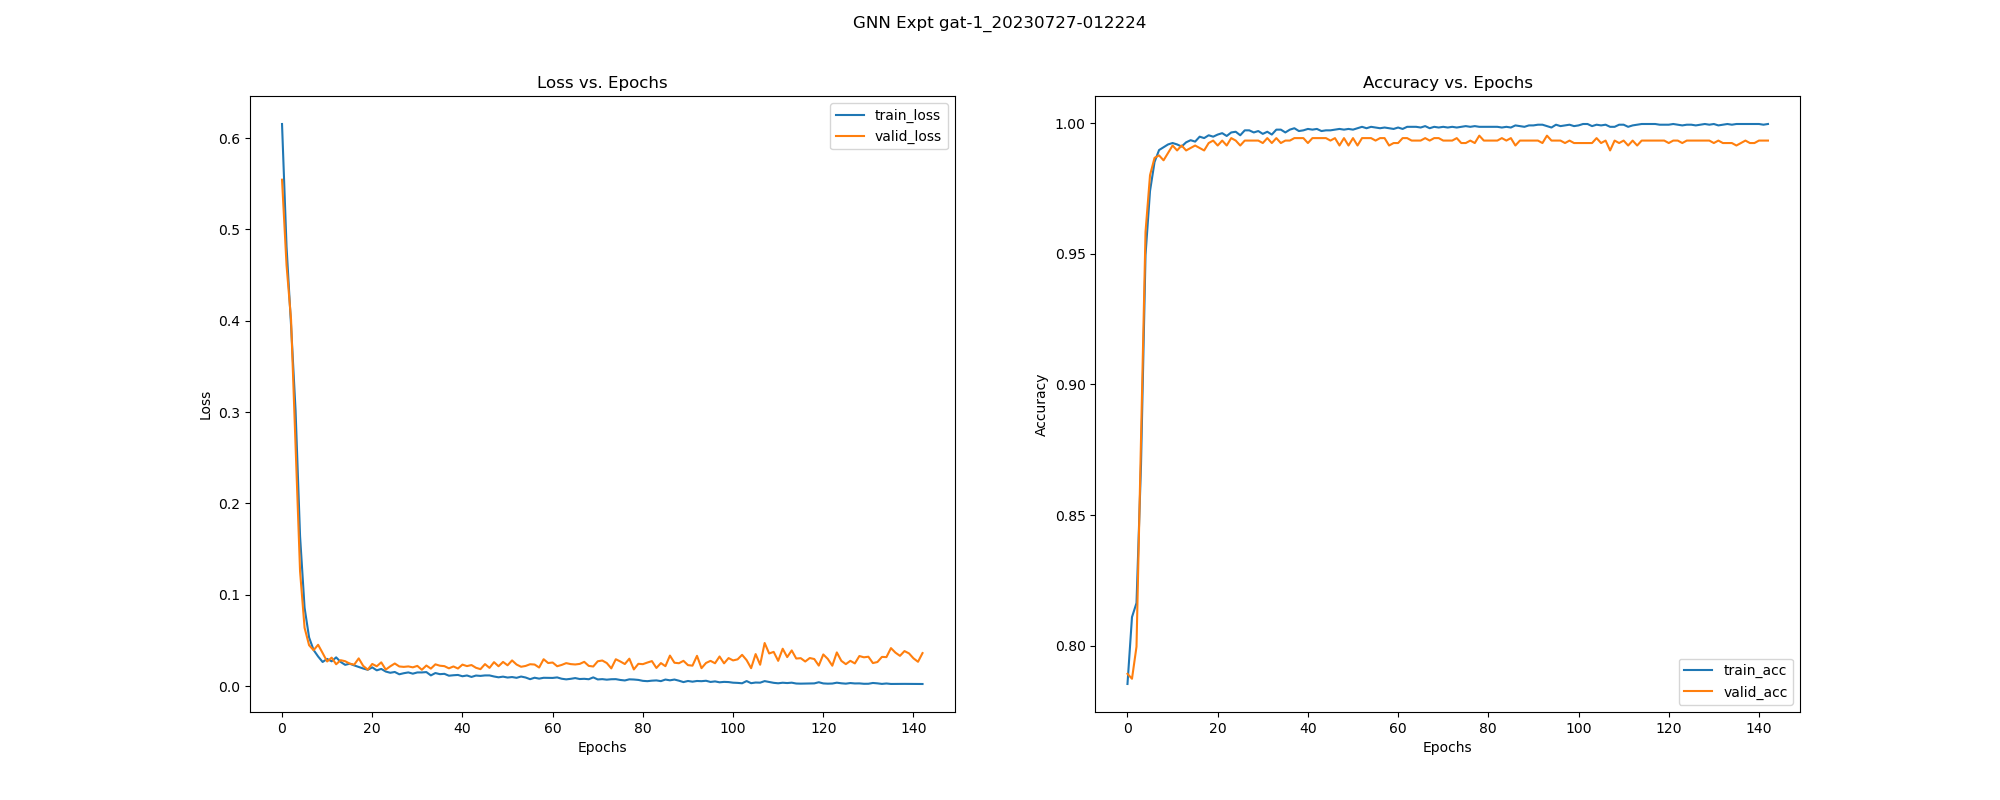 GNN Expt gat-1_20230727-012224
Loss vs. Epochs
train_loss
valid_loss
0.6
0.5
0.4
0.3
0.2
0.1
0.0
Loss
0 20 40 60 80 100 120 140
Epochs
Accuracy vs. Epochs
1.00
0.95
0.90
0.85
0.80
Accuracy
train_acc
valid_acc
0 20 40 60 80 100 120 140
Epochs